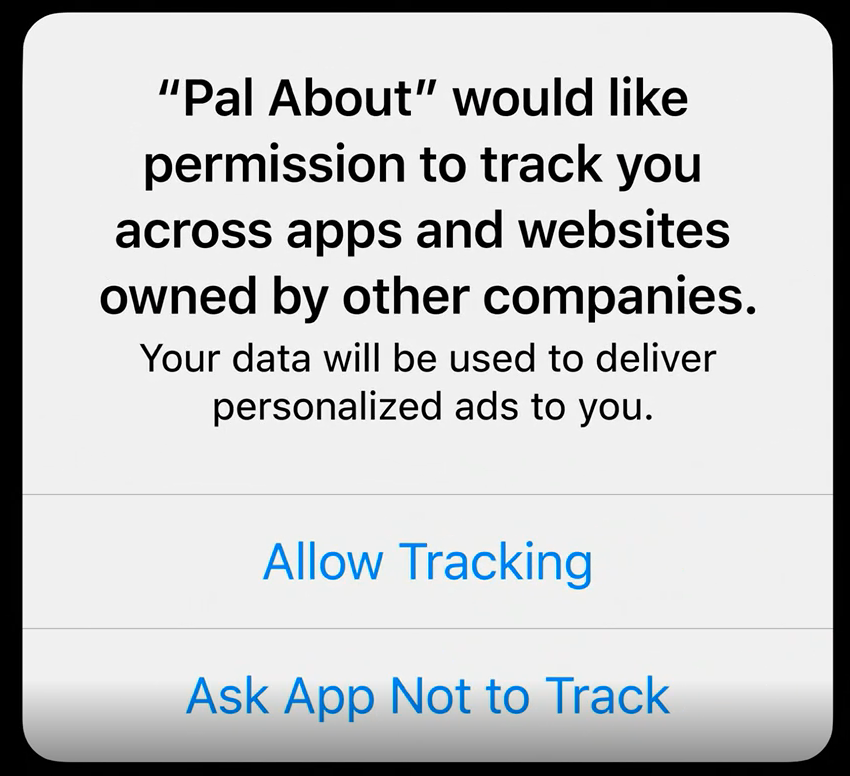 “Pal About” would like
permission to track you
across apps and websites
owned by other companies.
Your data will be used to deliver
personalized ads to you.
Allow Tracking
Ask App Not to Track